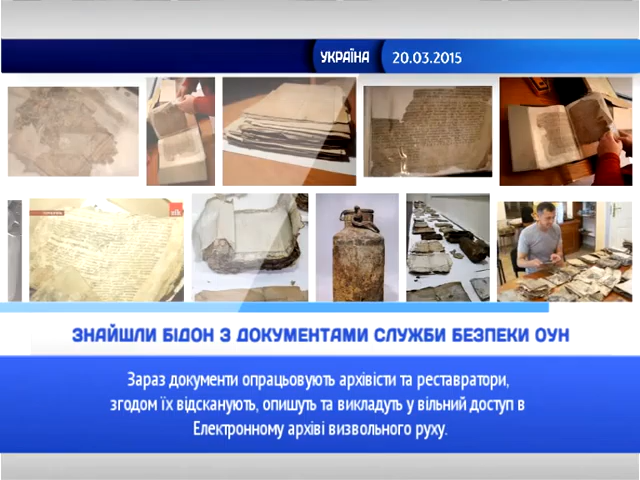 УКРАЇНА 20.03.2015
ЗНАЙШЛИ БІДОН З ДОКУМЕНТАМИ СЛУЖБИ БЕЗПЕКИ ОУН
Зараз документи опрацьовують архівісти та реставратори,
згодом їх відсканують, опишуть та викладуть у вільний доступ в
Електронному архіві визвольного руху.